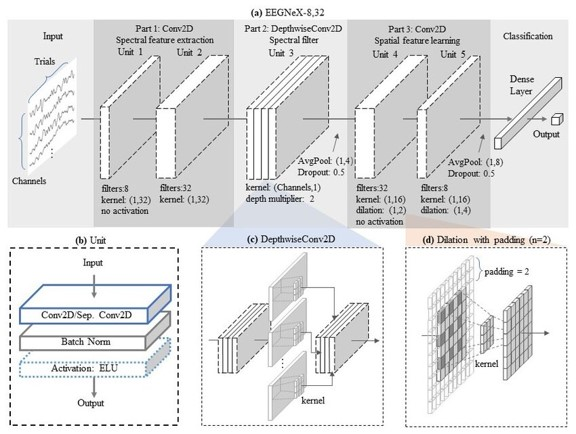 (a) EEGNeX-8,32
Input
Part 1: Conv2D
Spectral feature extraction
Unit 1
Unit 2
Part 2: DepthwiseConv2D
Spectral filter
Unit 3
Part 3: Conv2D
Spatial feature learning
Unit 4
Unit 5
Classification
Trials
Channels
Dense
Layer
Output
filters:8
kernel: (1,32)
no activation
filters:32
kernel: (1,32)
kernel: (Channels,1)
depth multiplier: 2
AvgPool: (1,4)
Dropout: 0.5
filters:32
kernel: (1,16)
dilation: (1,2)
no activation
filters:8
kernel: (1,16)
dilation: (1,4)
AvgPool: (1,8)
Dropout: 0.5
(b) Unit
Input
Conv2D/Sep. Conv2D
Batch Norm
Activation: ELU
Output
(c) DepthwiseConv2D
kernel
(d) Dilation with padding (n=2)
padding = 2
kernel